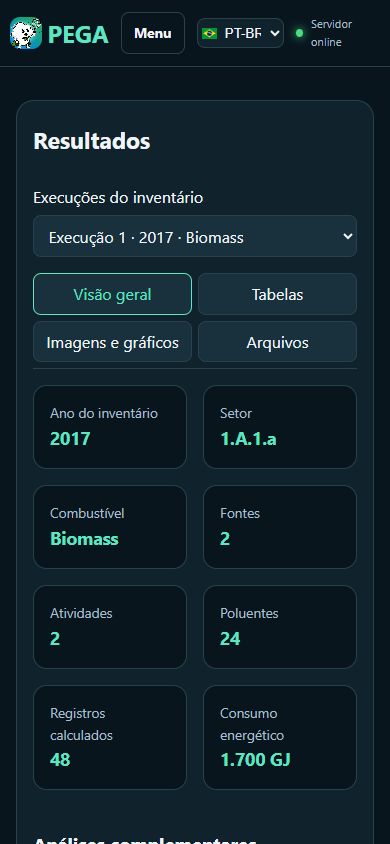 PEGA
Menu
PT-BR
Servidor
online
Resultados
Execuções do inventário
Execução 1 · 2017 · Biomass
Visão geral
Tabelas
Imagens e gráficos
Arquivos
Ano do inventário
2017
Setor
1.A.1.a
Combustível
Biomass
Fontes
2
Atividades
2
Poluentes
24
Registros
calculados
48
Consumo
energético
1.700 GJ
Análises complementares